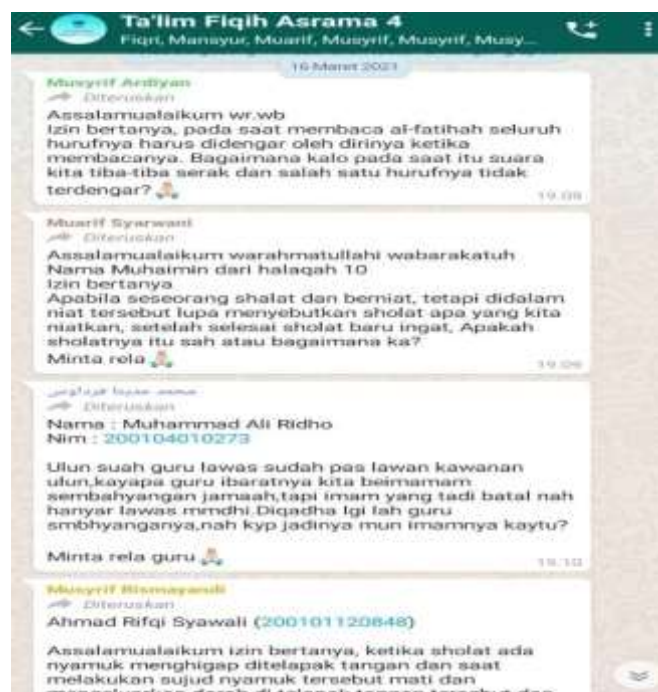 Ta'lim Fiqih Asrama 4
Fiqri, Mansyur, Muarif, Musyrif, Musyrif, Musy...
16 Maret 2021
Musyrif Ardiyan
Diteruskan
Assalamualaikum wr.wb
Izin bertanya, pada saat membaca al-fatihah seluruh
hurufnya harus didengar oleh dirinya ketika
membacanya. Bagaimana kalo pada saat itu suara
kita tiba-tiba serak dan salah satu hurufnya tidak
terdengar? 🙏
19.09
Muarif Syarwani
Diteruskan
Assalamualaikum warahmatullahi wabarakatuh
Nama Muhaimin dari halaqah 10
Izin bertanya
Apabila seseorang shalat dan berniat, tetapi didalam
niat tersebut lupa menyebutkan sholat apa yang kita
niatkan, setelah selesai sholat baru ingat, Apakah
sholatnya itu sah atau bagaimana ka?
Minta rela 🙏
19.09
Diteruskan
Nama : Muhammad Ali Ridho
Nim : 200104010273
Ulun suah guru lawas sudah pas lawan kawanan
ulun,kayapa guru ibaratnya kita beimamam
sembahyangan jamaah,tapi imam yang tadi batal nah
hanyar lawas mmdhi.Diqadha lgi lah guru
smbhyanganya,nah kyp jadinya mun imamnya kaytu?
Minta rela guru 🙏
19.10
Musyrif Rismayandi
Diteruskan
Ahmad Rifqi Syawali (200101120848)
Assalamualaikum izin bertanya, ketika sholat ada
nyamuk menghigap ditelapak tangan dan saat
melakukan sujud nyamuk tersebut mati dan
mengeluarkan darah di telapak tangan tersebut dan